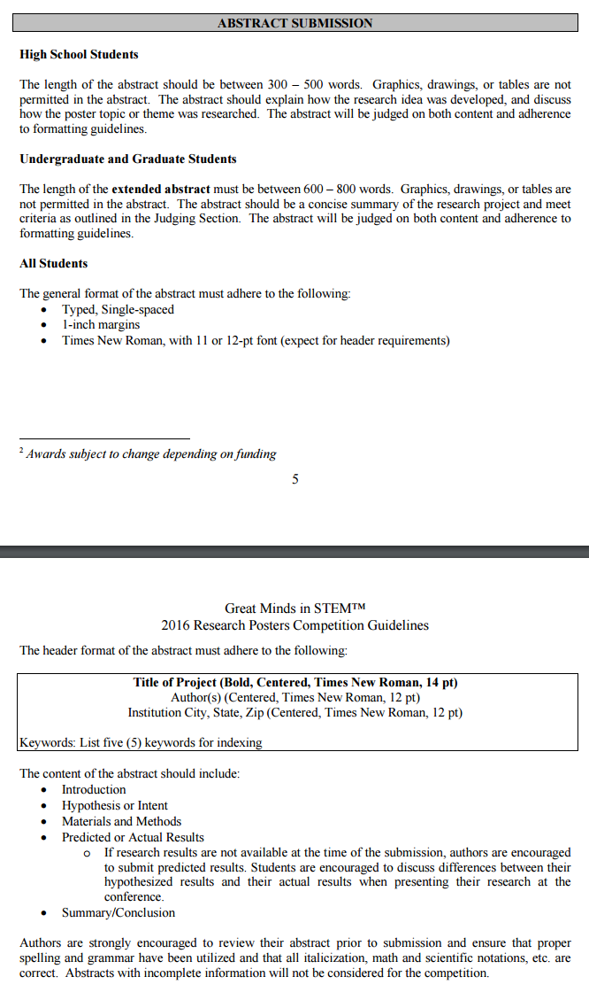 ABSTRACT SUBMISSION
High School Students
The length of the abstract should be between 300 – 500 words. Graphics, drawings, or tables are not
permitted in the abstract. The abstract should explain how the research idea was developed, and discuss
how the poster topic or theme was researched. The abstract will be judged on both content and adherence
to formatting guidelines.
Undergraduate and Graduate Students
The length of the extended abstract must be between 600 – 800 words. Graphics, drawings, or tables are
not permitted in the abstract. The abstract should be a concise summary of the research project and meet
criteria as outlined in the Judging Section. The abstract will be judged on both content and adherence to
formatting guidelines.
All Students
The general format of the abstract must adhere to the following:
• Typed, Single-spaced
• 1-inch margins
• Times New Roman, with 11 or 12-pt font (expect for header requirements)
2 Awards subject to change depending on funding
5
Great Minds in STEM™
2016 Research Posters Competition Guidelines
The header format of the abstract must adhere to the following:
Title of Project (Bold, Centered, Times New Roman, 14 pt)
Author(s) (Centered, Times New Roman, 12 pt)
Institution City, State, Zip (Centered, Times New Roman, 12 pt)
Keywords: List five (5) keywords for indexing
The content of the abstract should include:
• Introduction
• Hypothesis or Intent
• Materials and Methods
• Predicted or Actual Results
o If research results are not available at the time of the submission, authors are encouraged
to submit predicted results. Students are encouraged to discuss differences between their
hypothesized results and their actual results when presenting their research at the
conference.
• Summary/Conclusion
Authors are strongly encouraged to review their abstract prior to submission and ensure that proper
spelling and grammar have been utilized and that all italicization, math and scientific notations, etc. are
correct. Abstracts with incomplete information will not be considered for the competition.